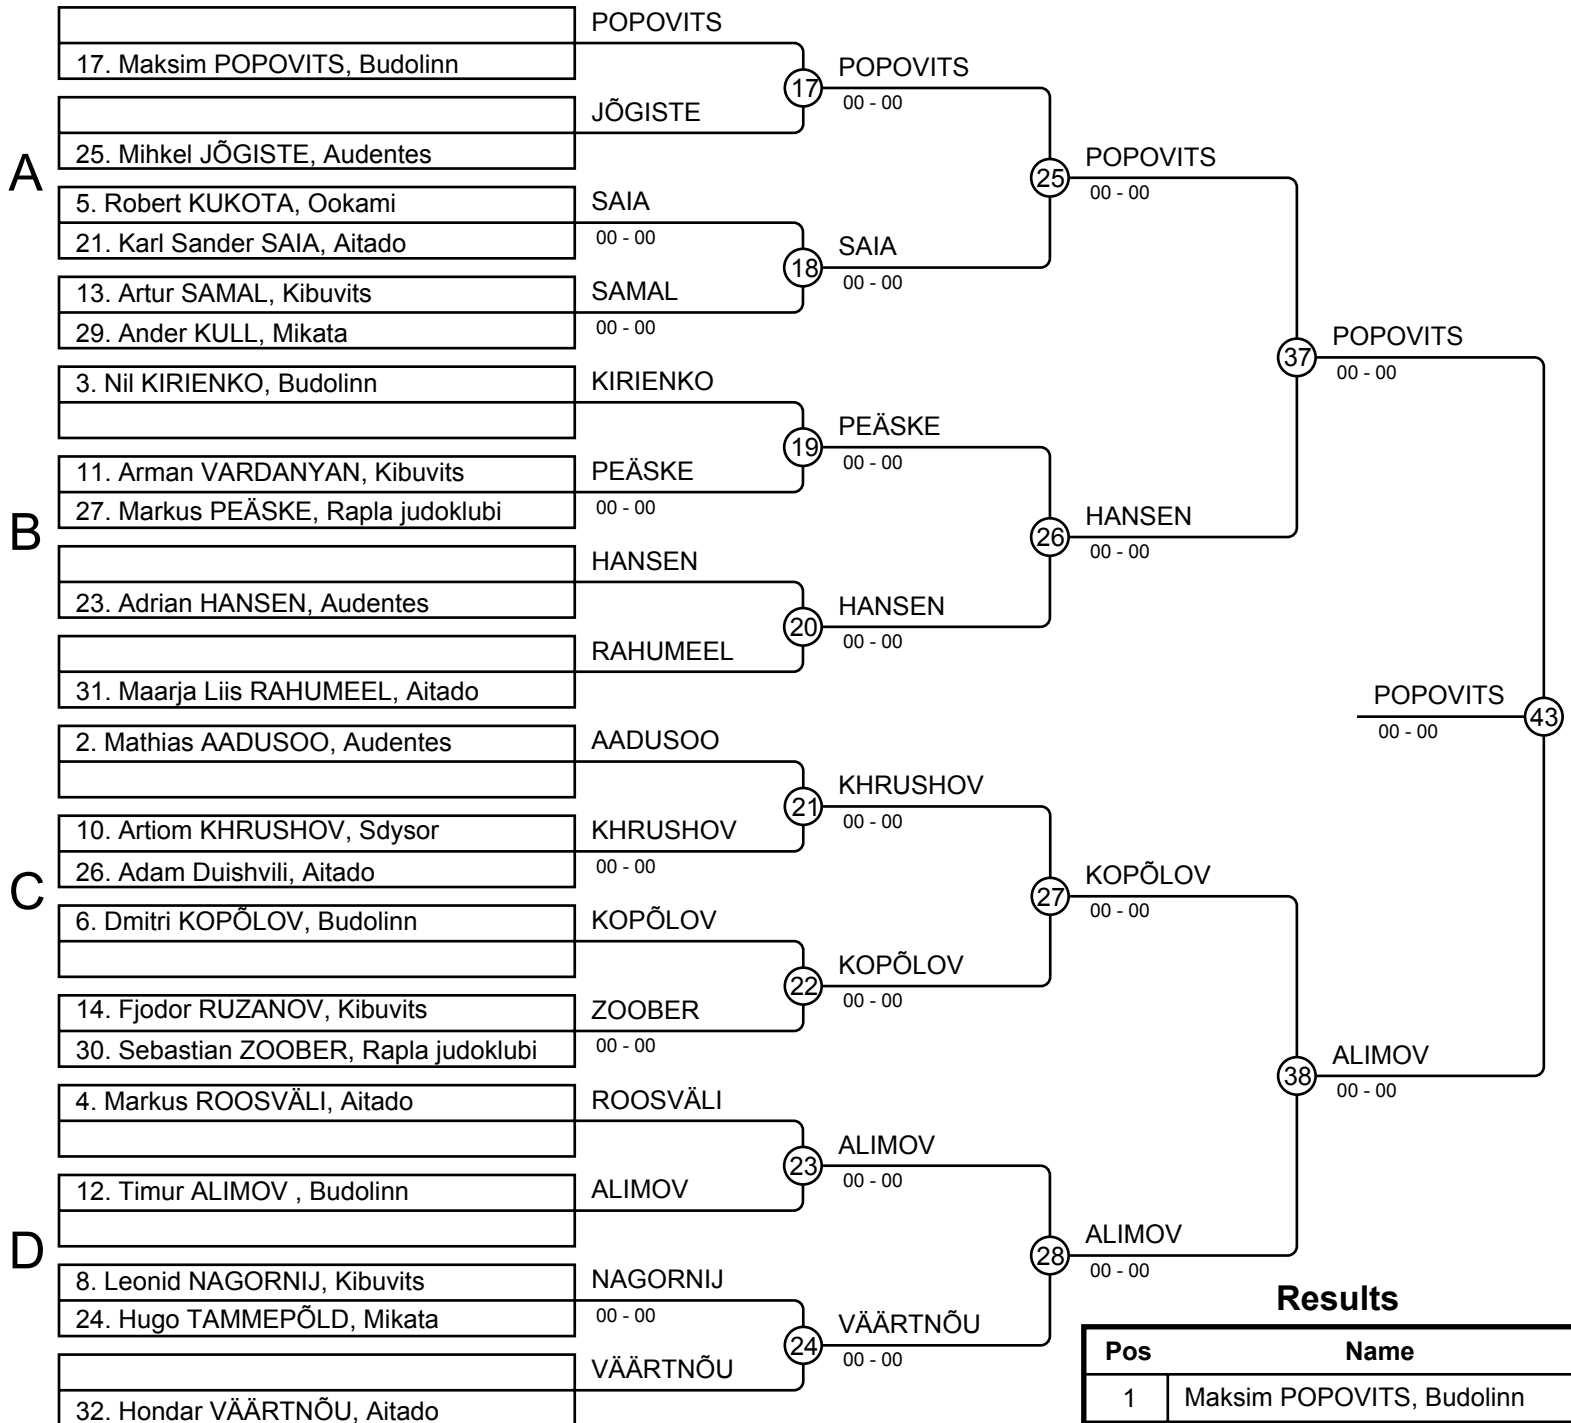 A
17. Maksim POPOVITS, Budolinn
25. Mihkel JÕGISTE, Audentes
5. Robert KUKOTA, Ookami
21. Karl Sander SAIA, Aitado
13. Artur SAMAL, Kibuvits
29. Ander KULL, Mikata
B
3. Nil KIRIENKO, Budolinn
11. Arman VARDANYAN, Kibuvits
27. Markus PEÄSKE, Rapla judoklubi
23. Adrian HANSEN, Audentes
31. Maarja Liis RAHUMEEL, Aitado
C
2. Mathias AADUSOO, Audentes
10. Artiom KHRUSHOV, Sdysor
26. Adam Duishvili, Aitado
6. Dmitri KOPÕLOV, Budolinn
14. Fjodor RUZANOV, Kibuvits
30. Sebastian ZOOBER, Rapla judoklubi
D
4. Markus ROOSVÄLI, Aitado
12. Timur ALIMOV , Budolinn
8. Leonid NAGORNIJ, Kibuvits
24. Hugo TAMMEPÕLD, Mikata
32. Hondar VÄÄRTNÕU, Aitado
POPOVITS
JÕGISTE
SAIA
00 - 00
SAMAL
00 - 00
KIRIENKO
PEÄSKE
00 - 00
HANSEN
RAHUMEEL
AADUSOO
KHRUSHOV
00 - 00
KOPÕLOV
ZOOBER
00 - 00
ROOSVÄLI
ALIMOV
NAGORNIJ
00 - 00
VÄÄRTNÕU
17
POPOVITS
00 - 00
18
SAIA
00 - 00
19
PEÄSKE
00 - 00
20
HANSEN
00 - 00
21
KHRUSHOV
00 - 00
22
KOPÕLOV
00 - 00
23
ALIMOV
00 - 00
24
VÄÄRTNÕU
00 - 00
25
POPOVITS
00 - 00
26
HANSEN
00 - 00
27
KOPÕLOV
00 - 00
28
ALIMOV
00 - 00
37
POPOVITS
00 - 00
38
ALIMOV
00 - 00
POPOVITS
00 - 00
43
Results
Pos Name
1 Maksim POPOVITS, Budolinn